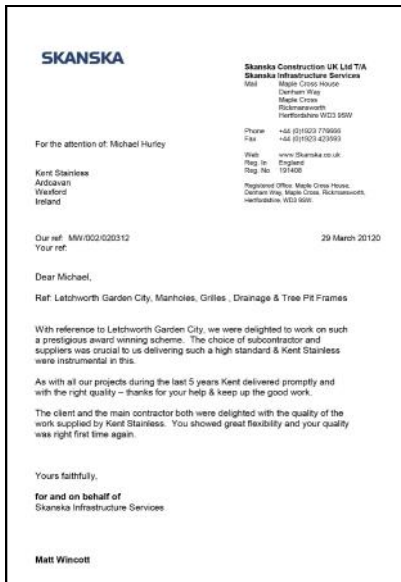 SKANSKA
Skanska Construction UK Ltd T/A
Skanska Infrastructure Services
Mail Maple Cross House
Denham Way
Maple Cross
Rickmansworth
Hertfordshire WD3 9SW
Phone
Fax
Web www.Skanska.co.uk
Reg. In England
Reg. No 191408
Registered Office: Maple Cross House,
Denham Way, Maple Cross, Rickmansworth,
Hertfordshire, WD3 9SW.
For the attention of: Michael Hurley
Kent Stainless
Ardcavan
Wexford
Ireland
Our ref: MW/002/020312 29 March 20120
Your ref:
Dear Michael,
Ref: Letchworth Garden City, Manholes, Grilles , Drainage & Tree Pit Frames
With reference to Letchworth Garden City, we were delighted to work on such
a prestigious award winning scheme. The choice of subcontractor and
suppliers was crucial to us delivering such a high standard & Kent Stainless
were instrumental in this.
As with all our projects during the last 5 years Kent delivered promptly and
with the right quality – thanks for your help & keep up the good work.
The client and the main contractor both were delighted with the quality of the
work supplied by Kent Stainless. You showed great flexibility and your quality
was right first time again.
Yours faithfully,
for and on behalf of
Skanska Infrastructure Services
Matt Wincott